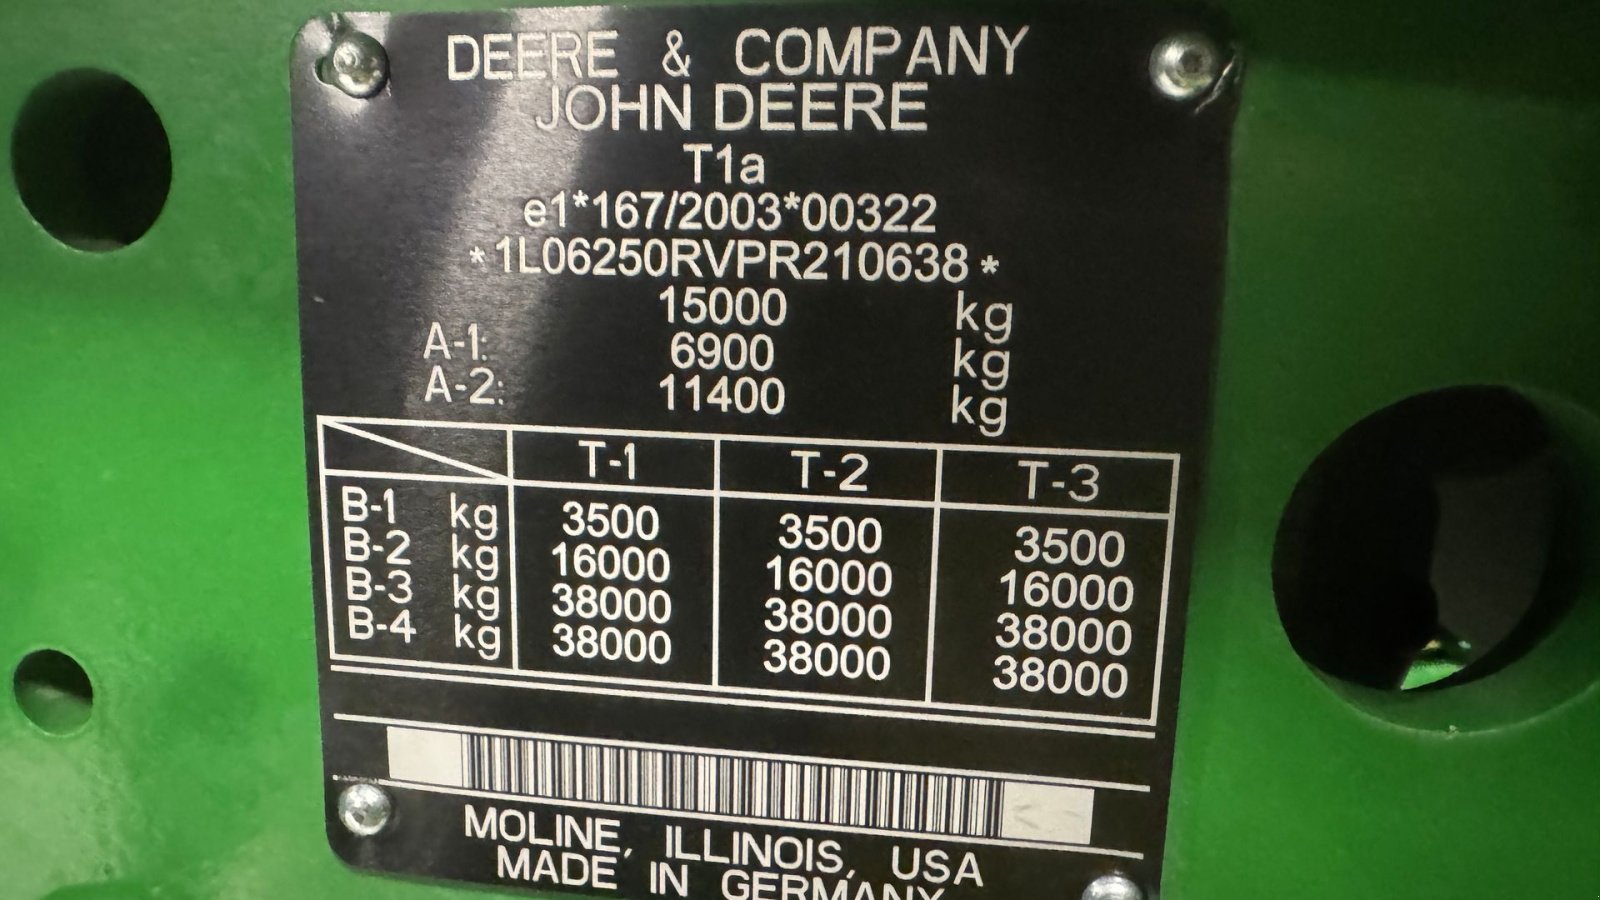 DEERE & COMPANY
JOHN DEERE
T1a
e1*167/2003*00322
*1L06250RVPR210638*
15000 kg
A-1: 6900 kg
A-2: 11400 kg
T-1 T-2 T-3
B-1 kg 3500 3500 3500
B-2 kg 16000 16000 16000
B-3 kg 38000 38000 38000
B-4 kg 38000 38000 38000
MOLINE, ILLINOIS, USA
MADE IN GERMANY